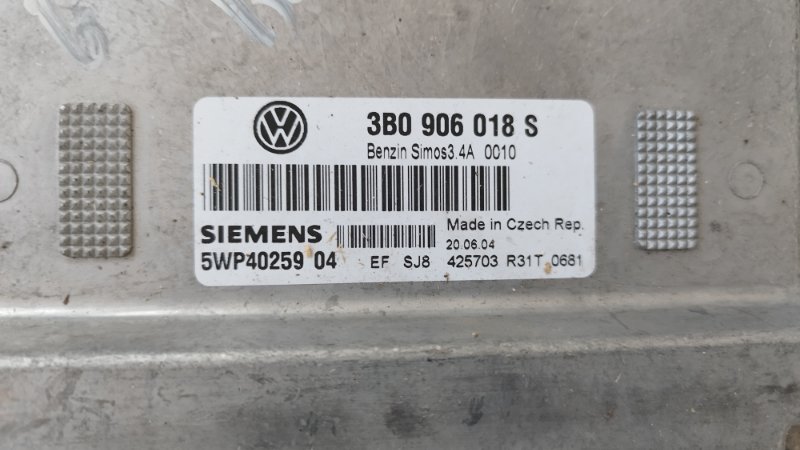 3B0 906 018 S
Benzin Simos3.4A 0010
SIEMENS
Made in Czech Rep.
20.06.04
5WP40259 04 EF SJ8 425703 R31T 0681